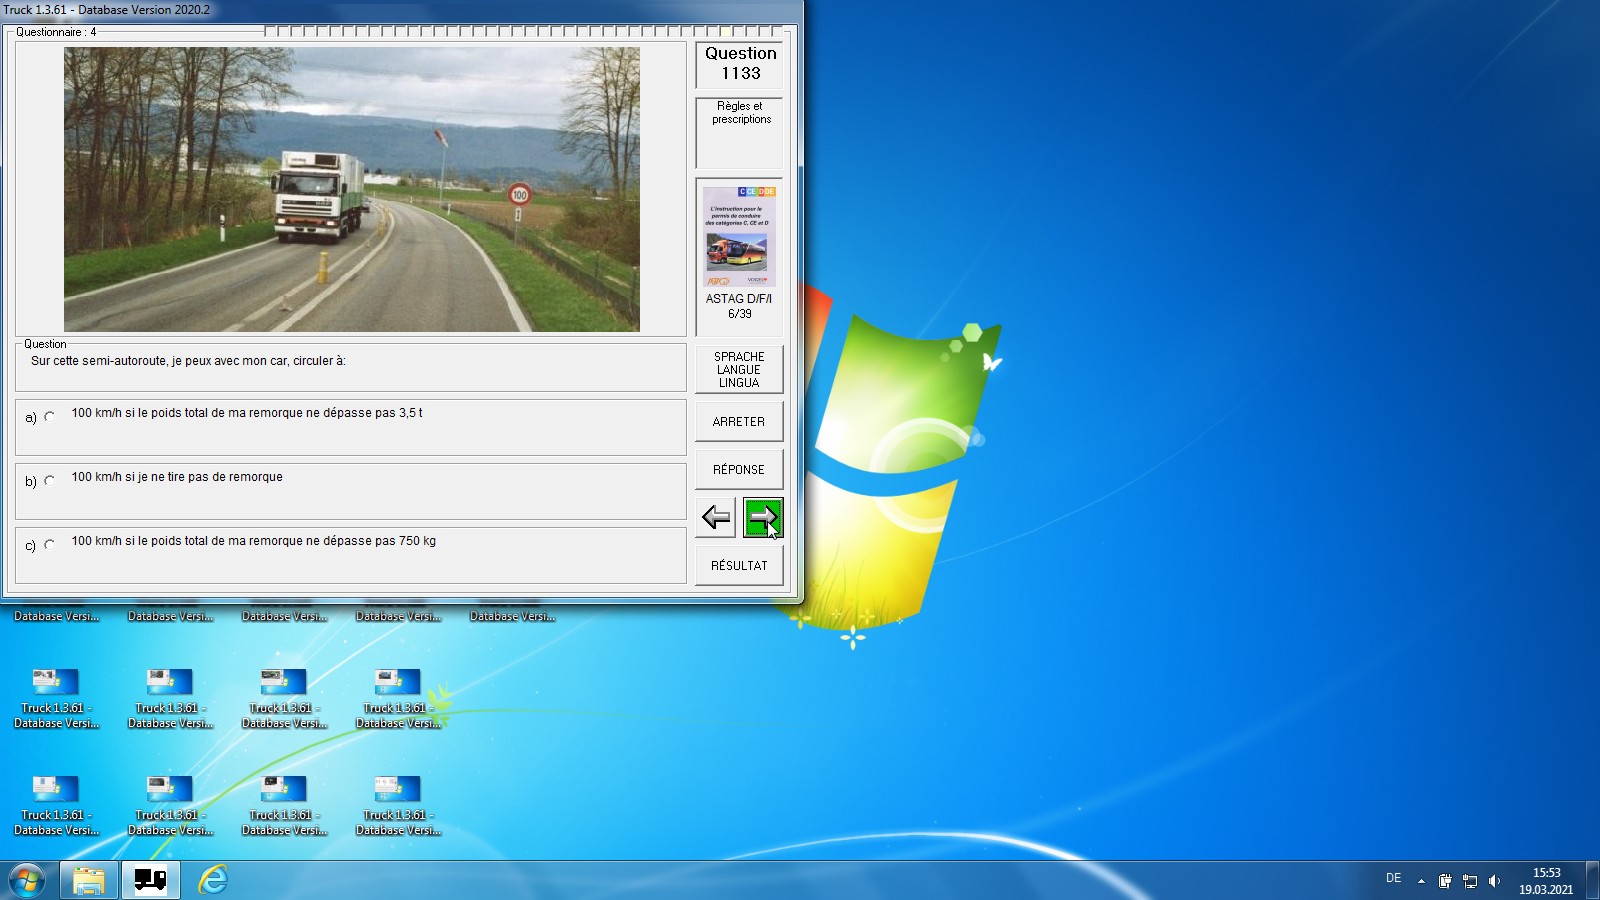 Truck 1.3.61 - Database Version 2020.2
Questionnaire : 4
Question
1133
Règles et
prescriptions
100
C CE D DE
L'instruction pour le
permis de conduire
des catégories C, CE et D
ASTAG D/F/I
6/39
Question
Sur cette semi-autoroute, je peux avec mon car, circuler à:
a) 100 km/h si le poids total de ma remorque ne dépasse pas 3,5 t
b) 100 km/h si je ne tire pas de remorque
c) 100 km/h si le poids total de ma remorque ne dépasse pas 750 kg
SPRACHE
LANGUE
LINGUA
ARRETER
RÉPONSE
RÉSULTAT
Database Versi... Database Versi... Database Versi... Database Versi... Database Versi...
Truck 1.3.61 - Truck 1.3.61 - Truck 1.3.61 - Truck 1.3.61 -
Database Versi... Database Versi... Database Versi... Database Versi...
Truck 1.3.61 - Truck 1.3.61 - Truck 1.3.61 - Truck 1.3.61 -
Database Versi... Database Versi... Database Versi... Database Versi...
DE
15:53
19.03.2021